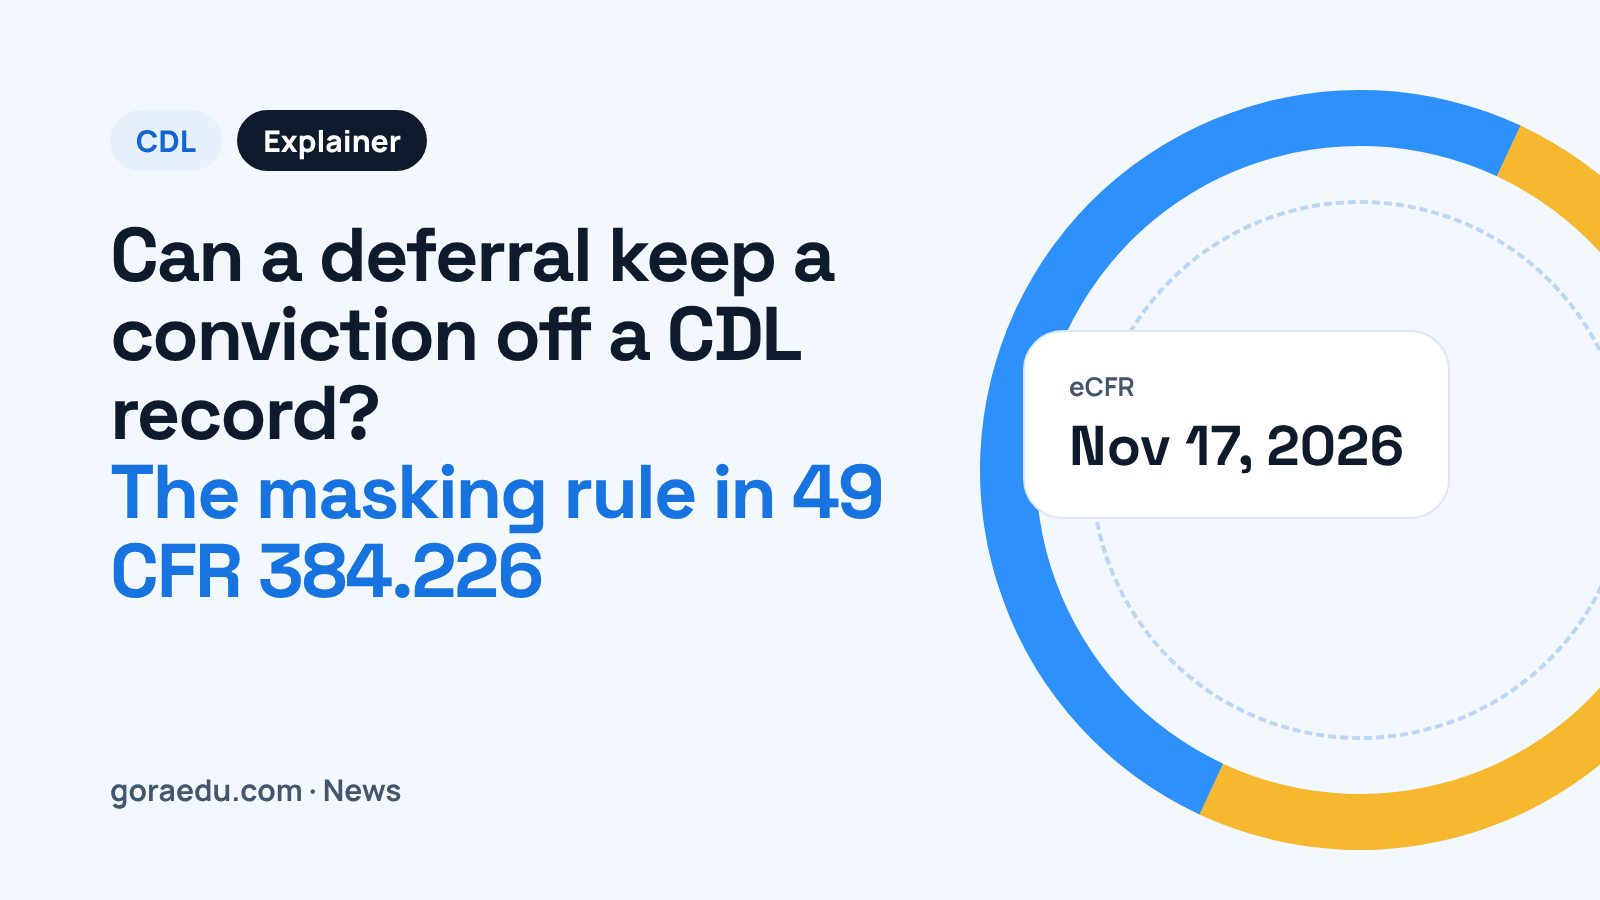 CDL
Explainer
Can a deferral keep a
conviction off a CDL
record?
The masking rule in 49
CFR 384.226
eCFR
Nov 17, 2026
goraedu.com · News